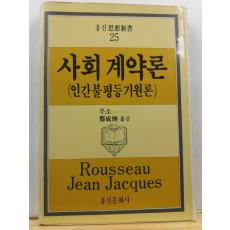 홍신 思想新書
25
사회 계약론
(인간불평등기원론)
루소
鄭成煥 옮김
Rousseau
Jean Jacques
홍신문화사